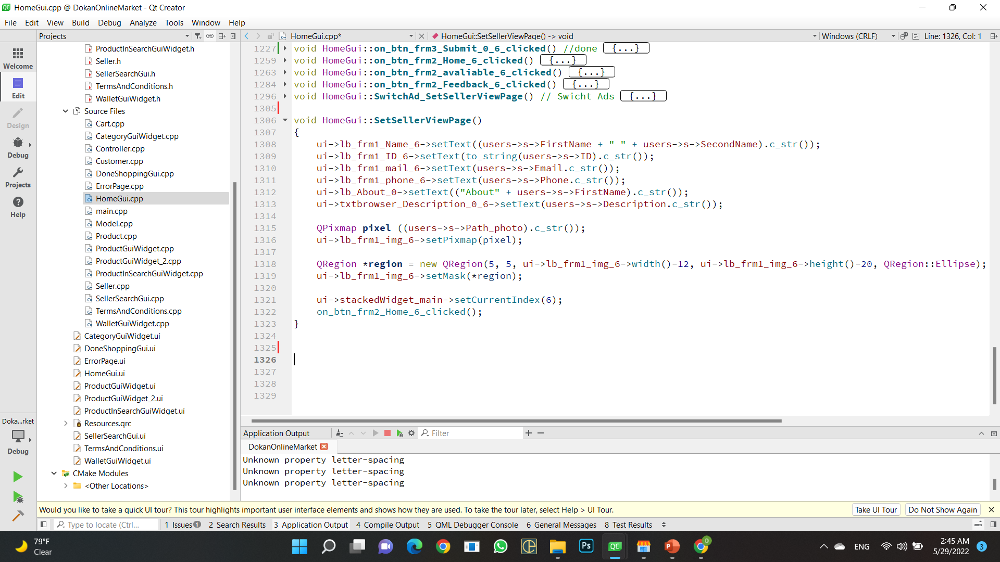 HomeGui.cpp @ DokanOnlineMarket - Qt Creator
File Edit View Build Debug Analyze Tools Window Help
Projects
HomeGui.cpp*
HomeGui::SetSellerViewPage() -> void
Windows (CRLF)
Line: 1326, Col: 1
Welcome
Edit
Design
Debug
Projects
Help
Doka...rket
Debug
ProductInSearchGuiWidget.h
Seller.h
SellerSearchGui.h
TermsAndConditions.h
WalletGuiWidget.h
Source Files
Cart.cpp
CategoryGuiWidget.cpp
Controller.cpp
Customer.cpp
DoneShoppingGui.cpp
ErrorPage.cpp
HomeGui.cpp
main.cpp
Model.cpp
Product.cpp
ProductGuiWidget.cpp
ProductGuiWidget_2.cpp
ProductInSearchGuiWidget.cpp
Seller.cpp
SellerSearchGui.cpp
TermsAndConditions.cpp
WalletGuiWidget.cpp
CategoryGuiWidget.ui
DoneShoppingGui.ui
ErrorPage.ui
HomeGui.ui
ProductGuiWidget.ui
ProductGuiWidget_2.ui
ProductInSearchGuiWidget.ui
Resources.qrc
SellerSearchGui.ui
TermsAndConditions.ui
WalletGuiWidget.ui
CMake Modules
<Other Locations>
1227 void HomeGui::on_btn_frm3_Submit_0_6_clicked() //done {...}
1259 void HomeGui::on_btn_frm2_Home_6_clicked() {...}
1263 void HomeGui::on_btn_frm2_avaliable_6_clicked() {...}
1284 void HomeGui::on_btn_frm2_Feedback_6_clicked() {...}
1296 void HomeGui::SwitchAd_SetSellerViewPage() // Swicht Ads {...}
1305
1306 void HomeGui::SetSellerViewPage()
1307 {
1308 ui->lb_frm1_Name_6->setText((users->s->FirstName + " " + users->s->SecondName).c_str());
1309 ui->lb_frm1_ID_6->setText(to_string(users->s->ID).c_str());
1310 ui->lb_frm1_mail_6->setText(users->s->Email.c_str());
1311 ui->lb_frm1_phone_6->setText(users->s->Phone.c_str());
1312 ui->lb_About_0->setText(("About" + users->s->FirstName).c_str());
1313 ui->txtbrowser_Description_0_6->setText(users->s->Description.c_str());
1314
1315 QPixmap pixel ((users->s->Path_photo).c_str());
1316 ui->lb_frm1_img_6->setPixmap(pixel);
1317
1318 QRegion *region = new QRegion(5, 5, ui->lb_frm1_img_6->width()-12, ui->lb_frm1_img_6->height()-20, QRegion::Ellipse);
1319 ui->lb_frm1_img_6->setMask(*region);
1320
1321 ui->stackedWidget_main->setCurrentIndex(6);
1322 on_btn_frm2_Home_6_clicked();
1323 }
1324
1325
1326
1327
1328
1329
Application Output
Filter
DokanOnlineMarket
Unknown property letter-spacing
Unknown property letter-spacing
Unknown property letter-spacing
Would you like to take a quick UI tour? This tour highlights important user interface elements and shows how they are used. To take the tour later, select Help > UI Tour.
Take UI Tour
Do Not Show Again
Type to locate (Ctrl...
1 Issues 1
2 Search Results
3 Application Output
4 Compile Output
5 QML Debugger Console
6 General Messages
8 Test Results
79°F
Clear
Ps
QC
P
0
ENG
2:45 AM
5/29/2022
3